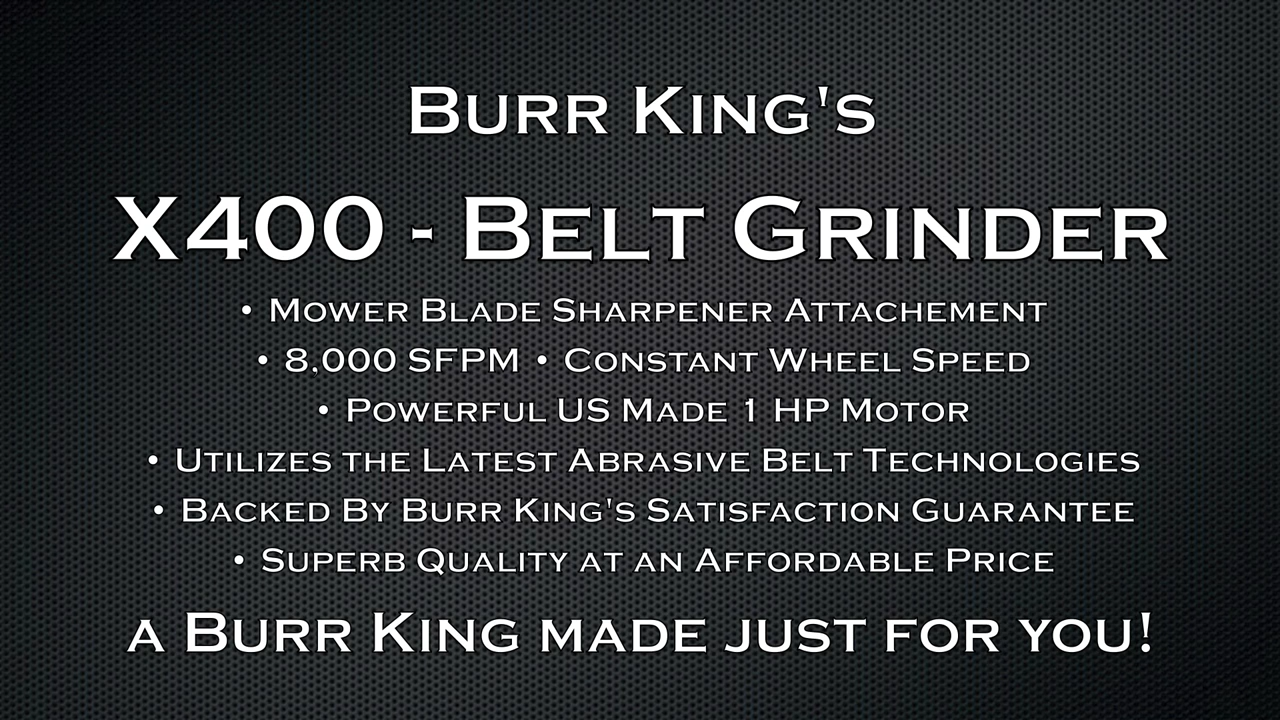 Burr King's
X400 - Belt Grinder
• Mower Blade Sharpener Attachement
• 8,000 SFPM • Constant Wheel Speed
• Powerful US Made 1 HP Motor
• Utilizes the Latest Abrasive Belt Technologies
• Backed By Burr King's Satisfaction Guarantee
• Superb Quality at an Affordable Price
a Burr King made just for you!